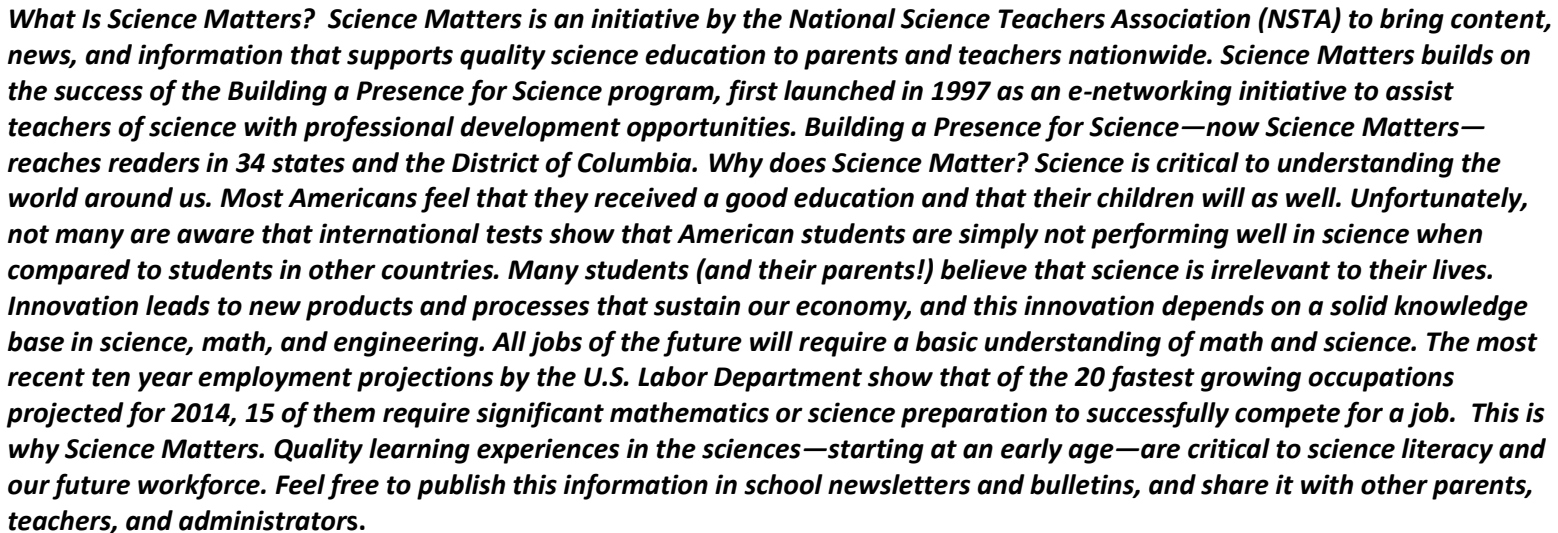 What Is Science Matters?  Science Matters is an initiative by the National Science Teachers Association (NSTA) to bring content,
news, and information that supports quality science education to parents and teachers nationwide. Science Matters builds on
the success of the Building a Presence for Science program, first launched in 1997 as an e-networking initiative to assist
teachers of science with professional development opportunities. Building a Presence for Science—now Science Matters—
reaches readers in 34 states and the District of Columbia. Why does Science Matter? Science is critical to understanding the
world around us. Most Americans feel that they received a good education and that their children will as well. Unfortunately,
not many are aware that international tests show that American students are simply not performing well in science when
compared to students in other countries. Many students (and their parents!) believe that science is irrelevant to their lives.
Innovation leads to new products and processes that sustain our economy, and this innovation depends on a solid knowledge
base in science, math, and engineering. All jobs of the future will require a basic understanding of math and science. The most
recent ten year employment projections by the U.S. Labor Department show that of the 20 fastest growing occupations
projected for 2014, 15 of them require significant mathematics or science preparation to successfully compete for a job.  This is
why Science Matters. Quality learning experiences in the sciences—starting at an early age—are critical to science literacy and
our future workforce. Feel free to publish this information in school newsletters and bulletins, and share it with other parents,
teachers, and administrators.